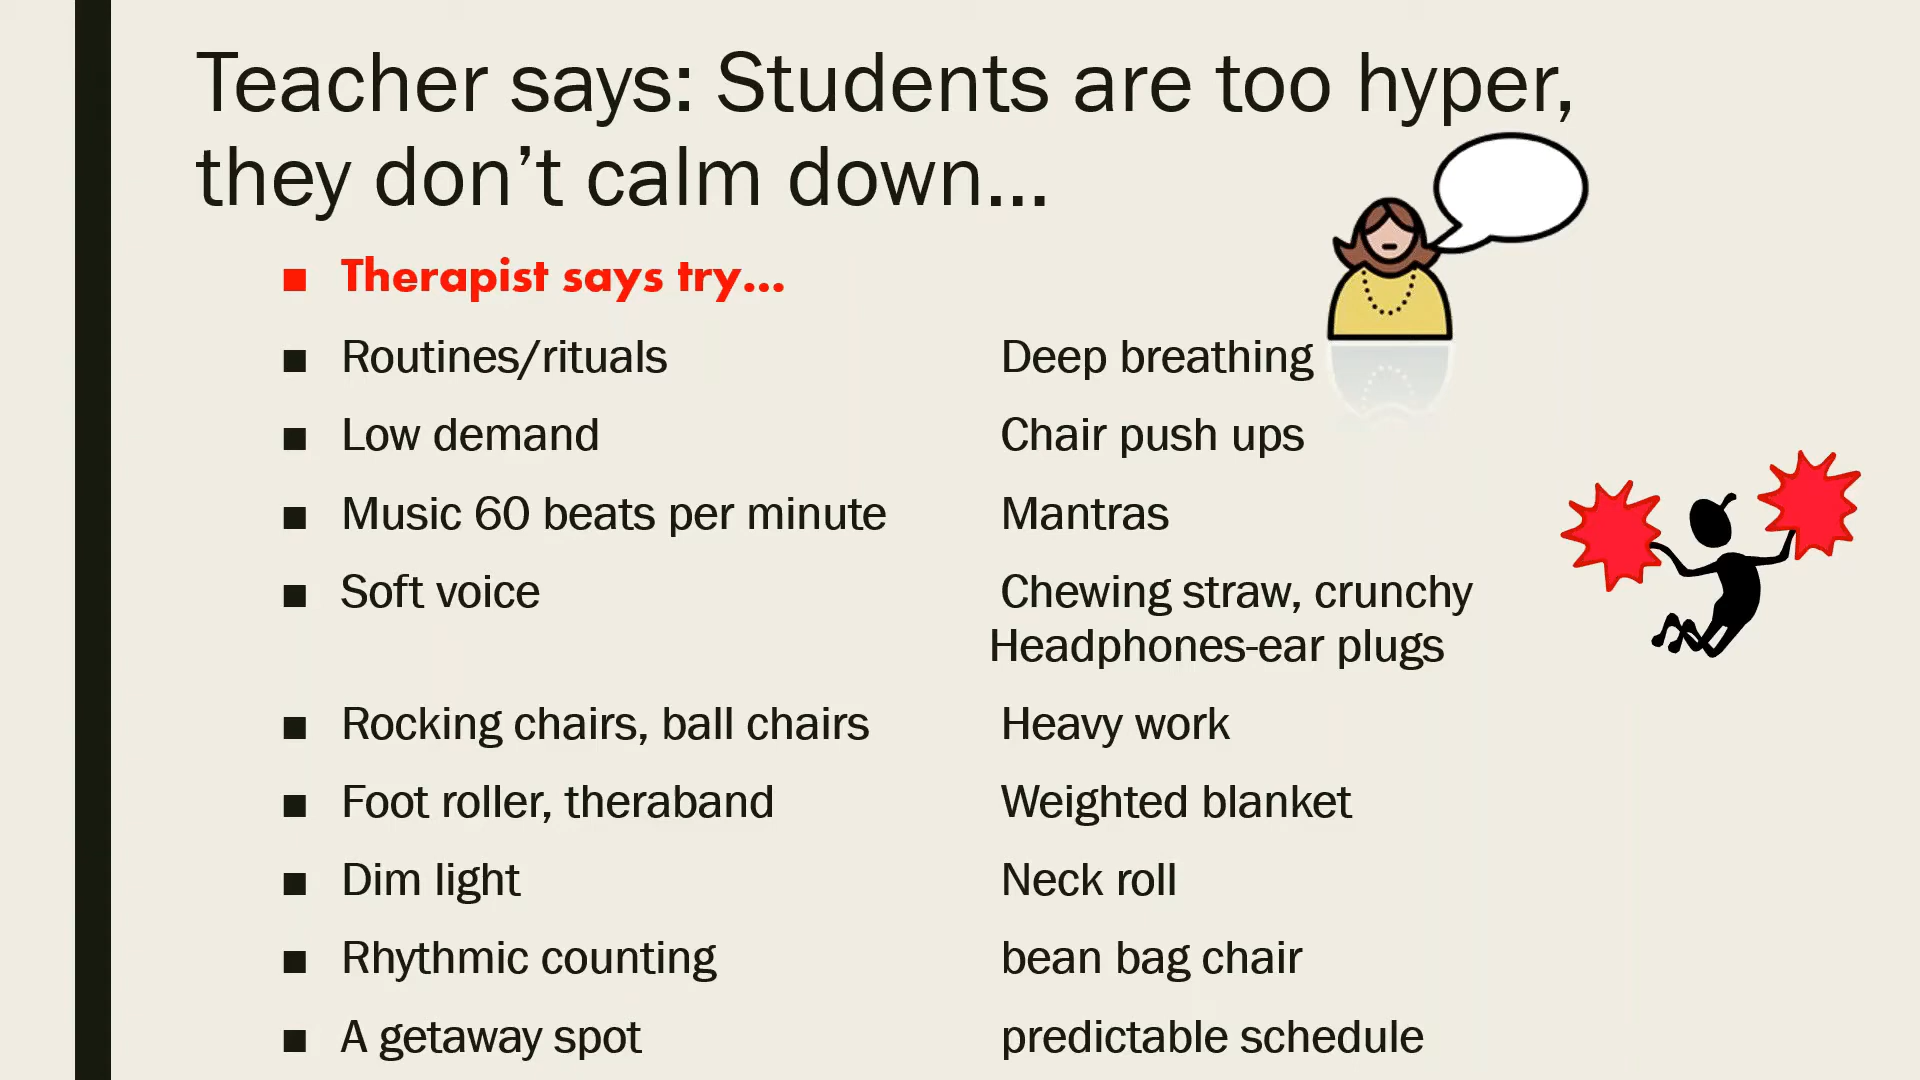 Teacher says: Students are too hyper,
they don’t calm down...
■ Therapist says try...
■ Routines/rituals Deep breathing
■ Low demand Chair push ups
■ Music 60 beats per minute Mantras
■ Soft voice Chewing straw, crunchy
Headphones-ear plugs
■ Rocking chairs, ball chairs Heavy work
■ Foot roller, theraband Weighted blanket
■ Dim light Neck roll
■ Rhythmic counting bean bag chair
■ A getaway spot predictable schedule